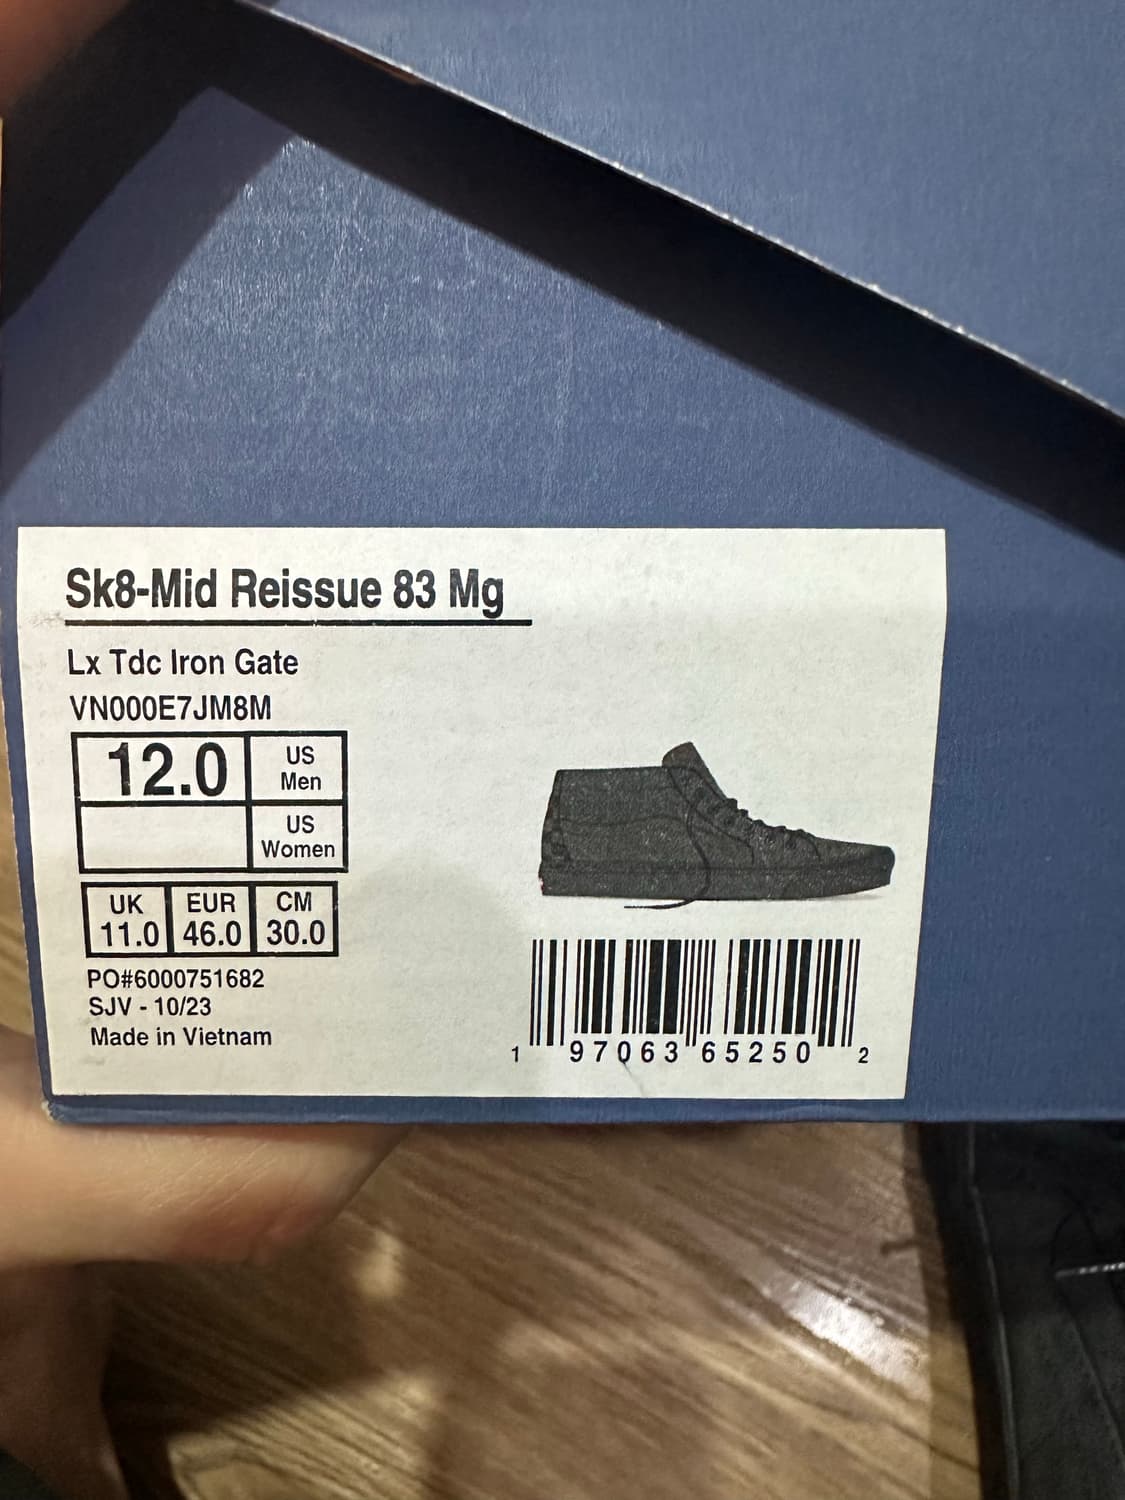 Sk8-Mid Reissue 83 Mg
Lx Tdc Iron Gate
VN000E7JM8M
12.0 US Men
US Women
UK EUR CM
11.0 46.0 30.0
PO#6000751682
SJV - 10/23
Made in Vietnam
1 97063 65250 2